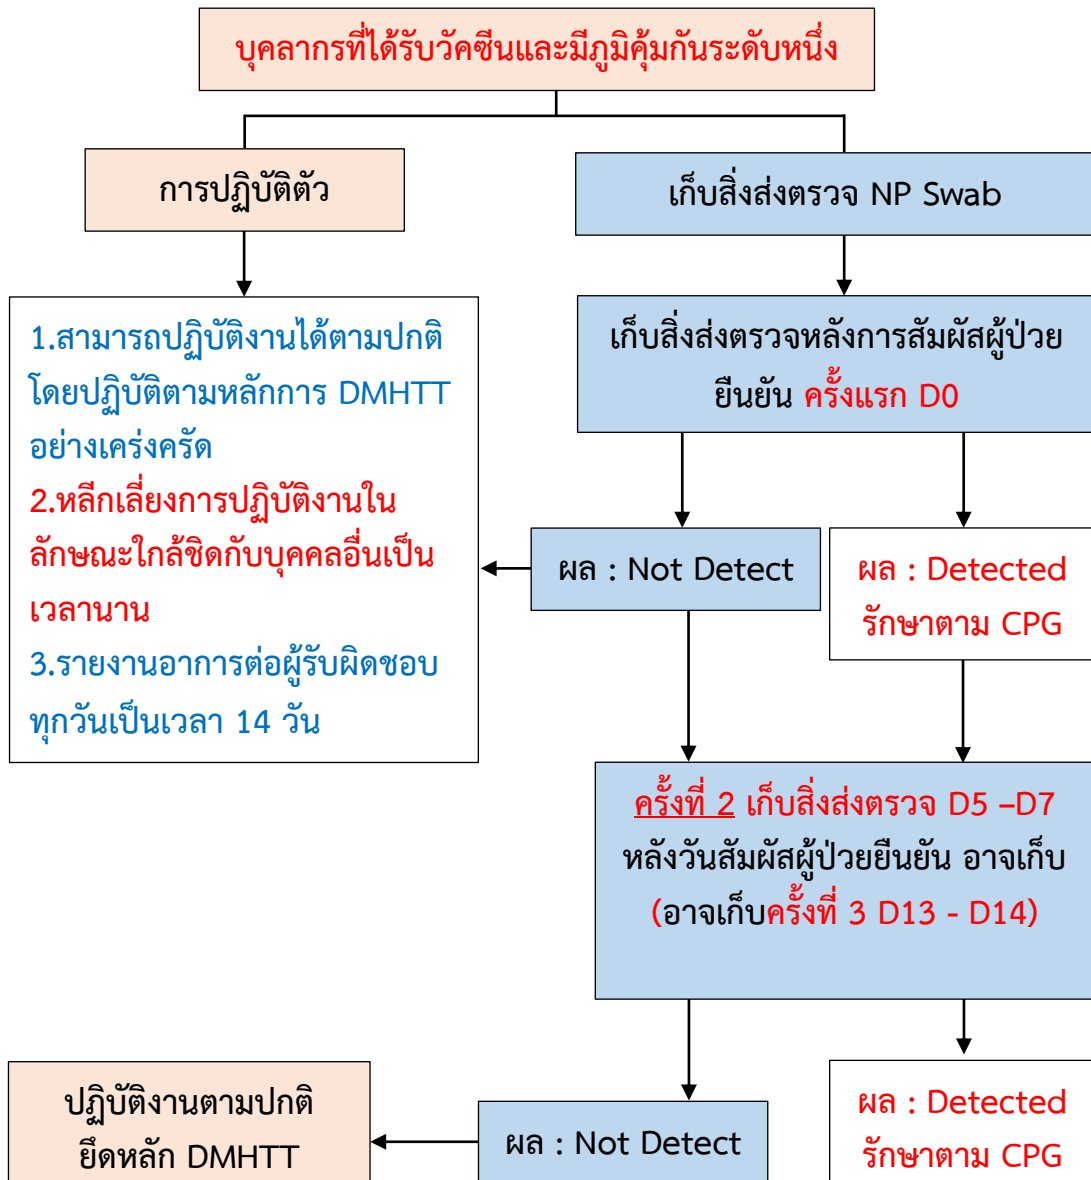 บุคลากรที่ได้รับวัคซีนและมีภูมิคุ้มกันระดับหนึ่ง
การปฏิบัติตัว
เก็บสิ่งส่งตรวจ NP Swab
1.สามารถปฏิบัติงานได้ตามปกติ
โดยปฏิบัติตามหลักการ DMHTT
อย่างเคร่งครัด
2.หลีกเลี่ยงการปฏิบัติงานใน
ลักษณะใกล้ชิดกับบุคคลอื่นเป็น
เวลานาน
3.รายงานอาการต่อผู้รับผิดชอบ
ทุกวันเป็นเวลา 14 วัน
เก็บสิ่งส่งตรวจหลังการสัมผัสผู้ป่วย
ยืนยัน ครั้งแรก D0
ผล : Not Detect
ผล : Detected
รักษาตาม CPG
ครั้งที่ 2 เก็บสิ่งส่งตรวจ D5 –D7
หลังวันสัมผัสผู้ป่วยยืนยัน อาจเก็บ
(อาจเก็บครั้งที่ 3 D13 - D14)
ปฏิบัติงานตามปกติ
ยึดหลัก DMHTT
ผล : Not Detect
ผล : Detected
รักษาตาม CPG